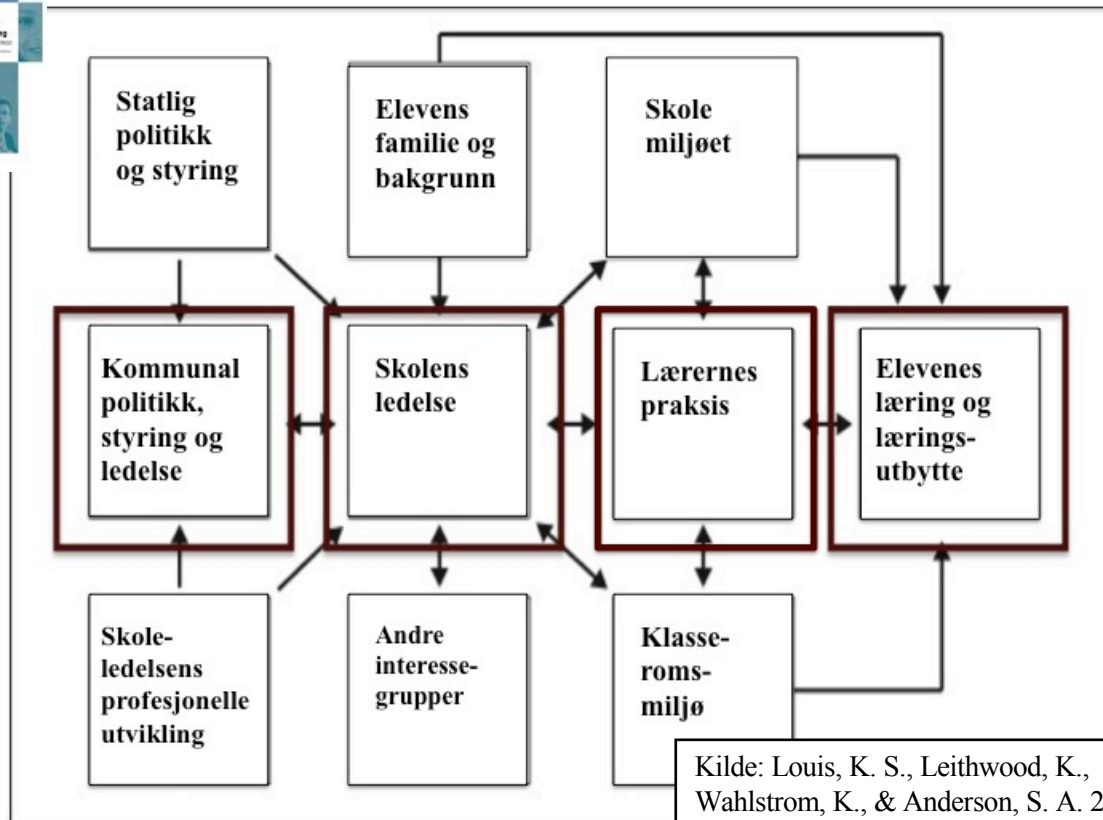 Statlig
politikk
og styring
Elevens
familie og
bakgrunn
Skole
miljøet
Kommunal
politikk,
styring og
ledelse
Skolens
ledelse
Lærernes
praksis
Elevenes
læring og
lærings-
utbytte
Skole-
ledelsens
profesjonelle
utvikling
Andre
interesse-
grupper
Klasse-
roms-
miljø
Kilde: Louis, K. S., Leithwood, K.,
Wahlstrom, K., & Anderson, S. A. 2